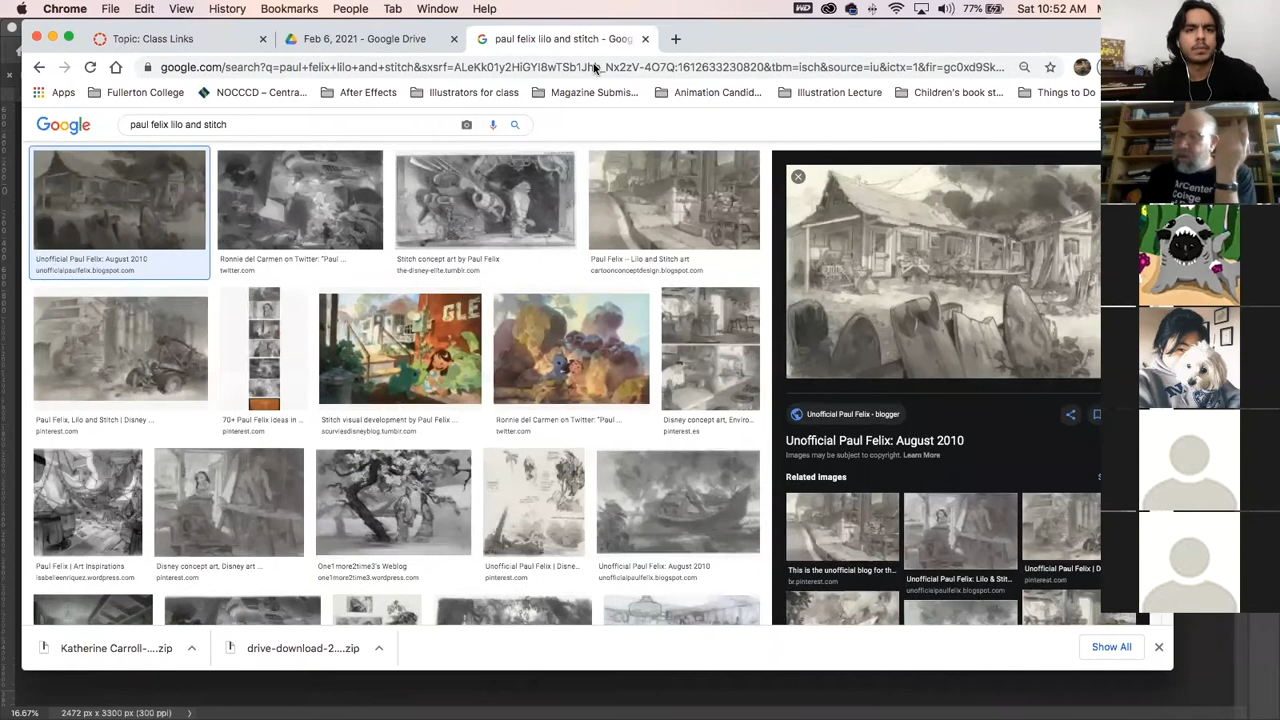 Chrome File Edit View History Bookmarks People Tab Window Help 77% Sat 10:52 AM
Topic: Class Links Feb 6, 2021 - Google Drive paul felix lilo and stitch - Goog
Apps Fullerton College NOCCCD – Centra... After Effects Illustrators for class Magazine Submis... Animation Candid... Illustration Lecture Children's book st... Things to Do
Google paul felix lilo and stitch
Unofficial Paul Felix: August 2010
unofficialpaulfelix.blogspot.com
Ronnie del Carmen on Twitter: "Paul ...
twitter.com
Stitch concept art by Paul Felix
the-disney-elite.tumblr.com
Paul Felix -- Lilo and Stitch art
cartoonconceptdesign.blogspot.com
GLE
Paul Felix, Lilo and Stitch | Disney ...
pinterest.com
70+ Paul Felix ideas in ...
pinterest.com
Stitch visual development by Paul Felix ...
scurviesdisneyblog.tumblr.com
Ronnie del Carmen on Twitter: "Paul ...
twitter.com
Disney concept art, Enviro...
pinterest.es
Paul Felix | Art Inspirations
isabelleenriquez.wordpress.com
Disney concept art, Disney art ...
pinterest.com
One1more2time3's Weblog
one1more2time3.wordpress.com
Unofficial Paul Felix | Disne...
pinterest.com
Unofficial Paul Felix: August 2010
unofficialpaulfelix.blogspot.com
Unofficial Paul Felix - blogger
Unofficial Paul Felix: August 2010
Images may be subject to copyright. Learn More
Related Images
This is the unofficial blog for th...
br.pinterest.com
Unofficial Paul Felix: Lilo & Stit...
unofficialpaulfelix.blogspot.com
Unofficial Paul Felix | D
pinterest.com
Katherine Carroll-....zip drive-download-2....zip Show All
16.67% 2472 px x 3300 px (300 ppi)
ArtCenter